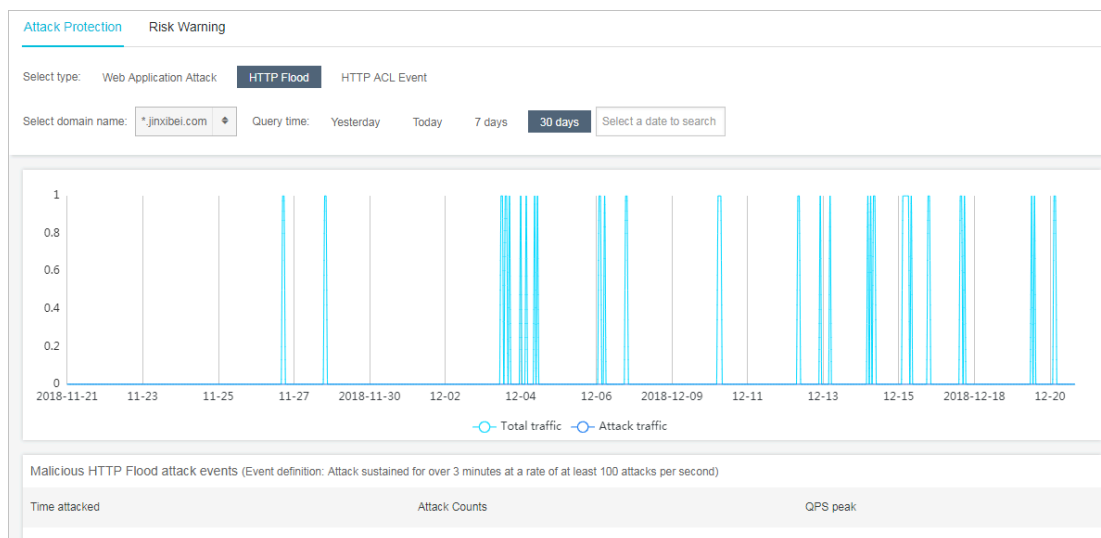 Attack Protection Risk Warning
Select type: Web Application Attack HTTP Flood HTTP ACL Event
Select domain name: *.jinxibei.com Query time: Yesterday Today 7 days 30 days Select a date to search
1
0.8
0.6
0.4
0.2
0
2018-11-21 11-23 11-25 11-27 2018-11-30 12-02 12-04 12-06 2018-12-09 12-11 12-13 12-15 2018-12-18 12-20
Total traffic Attack traffic
Malicious HTTP Flood attack events (Event definition: Attack sustained for over 3 minutes at a rate of at least 100 attacks per second)
Time attacked Attack Counts QPS peak